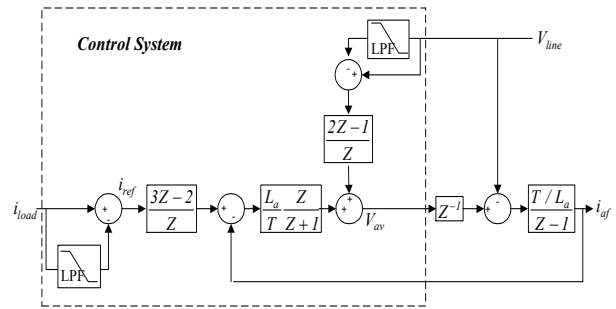 Control System
LPF
V_line
- +
2Z-1
Z
i_load
+ -
i_ref
3Z-2
Z
+ -
L_a Z
T Z+1
+ +
V_av
Z^-1
+ -
T / L_a
Z-1
i_af
LPF